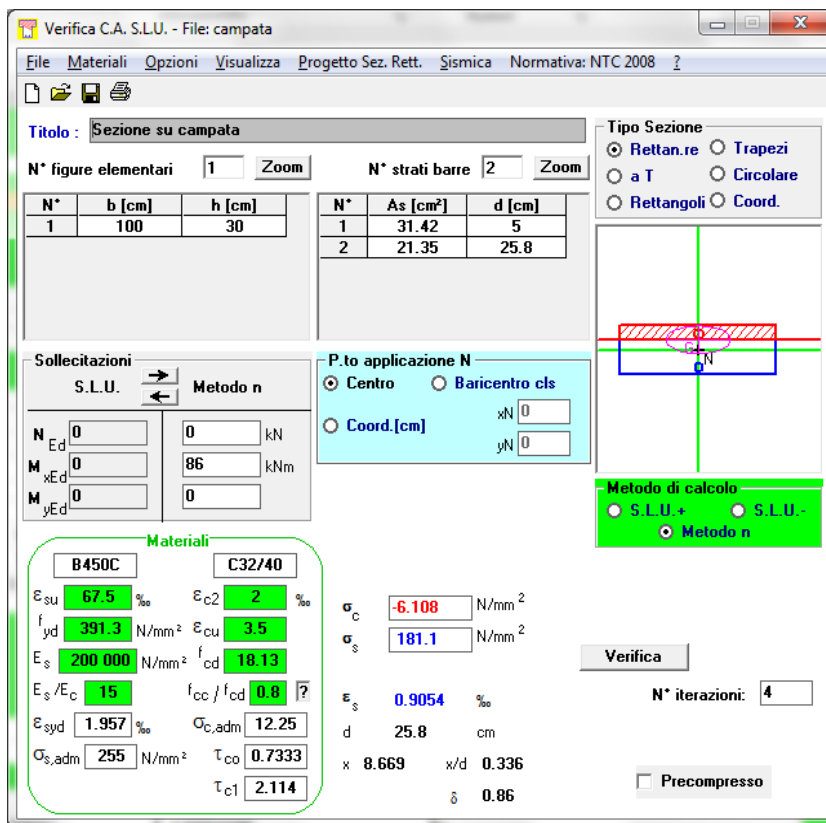 Verifica C.A. S.L.U. - File: campata
File Materiali Opzioni Visualizza Progetto Sez. Rett. Sismica Normativa: NTC 2008 ?
Titolo : Sezione su campata
N° figure elementari 1 Zoom N° strati barre 2 Zoom
N° b [cm] h [cm]
1 100 30
N° As [cm²] d [cm]
1 31.42 5
2 21.35 25.8
Tipo Sezione
Rettan.re Trapezi
a T Circolare
Rettangoli Coord.
N
Sollecitazioni
S.L.U. Metodo n
N Ed 0 0 kN
M xEd 0 86 kNm
M yEd 0 0
P.to applicazione N
Centro Baricentro cls
Coord.[cm] xN 0
yN 0
Metodo di calcolo
S.L.U.+ S.L.U.-
Metodo n
Materiali
B450C C32/40
εsu 67.5 ‰ εc2 2 ‰
fyd 391.3 N/mm² εcu 3.5
Es 200 000 N/mm² fcd 18.13
Es/Ec 15 fcc / fcd 0.8 ?
εsyd 1.957 ‰ σc,adm 12.25
σs,adm 255 N/mm² τco 0.7333
τc1 2.114
σc -6.108 N/mm²
σs 181.1 N/mm²
εs 0.9054 ‰
d 25.8 cm
x 8.669 x/d 0.336
δ 0.86
Verifica
N° iterazioni: 4
Precompresso